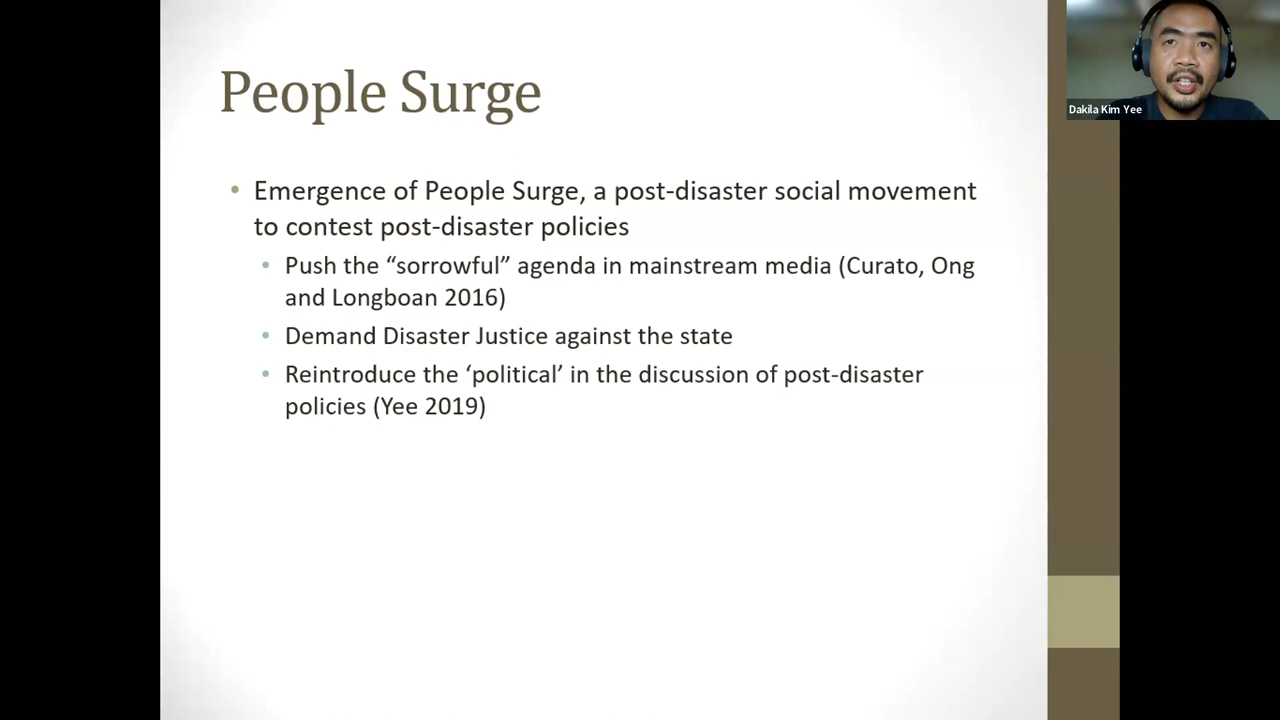 People Surge
• Emergence of People Surge, a post-disaster social movement
to contest post-disaster policies
• Push the “sorrowful” agenda in mainstream media (Curato, Ong
and Longboan 2016)
• Demand Disaster Justice against the state
• Reintroduce the ‘political’ in the discussion of post-disaster
policies (Yee 2019)
Dakila Kim Yee